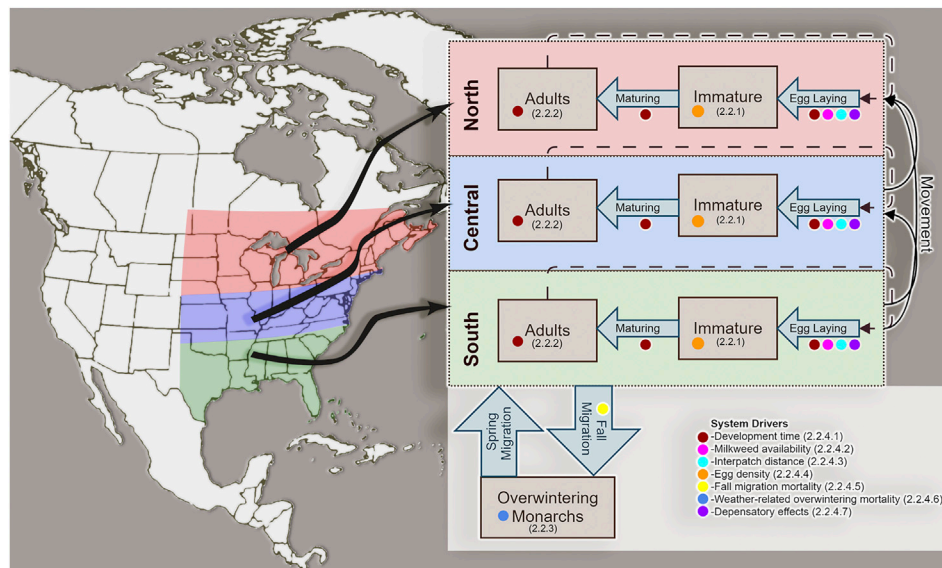 North
Adults
(2.2.2)
Maturing
Immature
(2.2.1)
Egg Laying
Central
Adults
(2.2.2)
Maturing
Immature
(2.2.1)
Egg Laying
South
Adults
(2.2.2)
Maturing
Immature
(2.2.1)
Egg Laying
Movement
Spring
Migration
Fall
Migration
Overwintering
Monarchs
(2.2.3)
System Drivers
-Development time (2.2.4.1)
-Milkweed availability (2.2.4.2)
-Interpatch distance (2.2.4.3)
-Egg density (2.2.4.4)
-Fall migration mortality (2.2.4.5)
-Weather-related overwintering mortality (2.2.4.6)
-Depensatory effects (2.2.4.7)